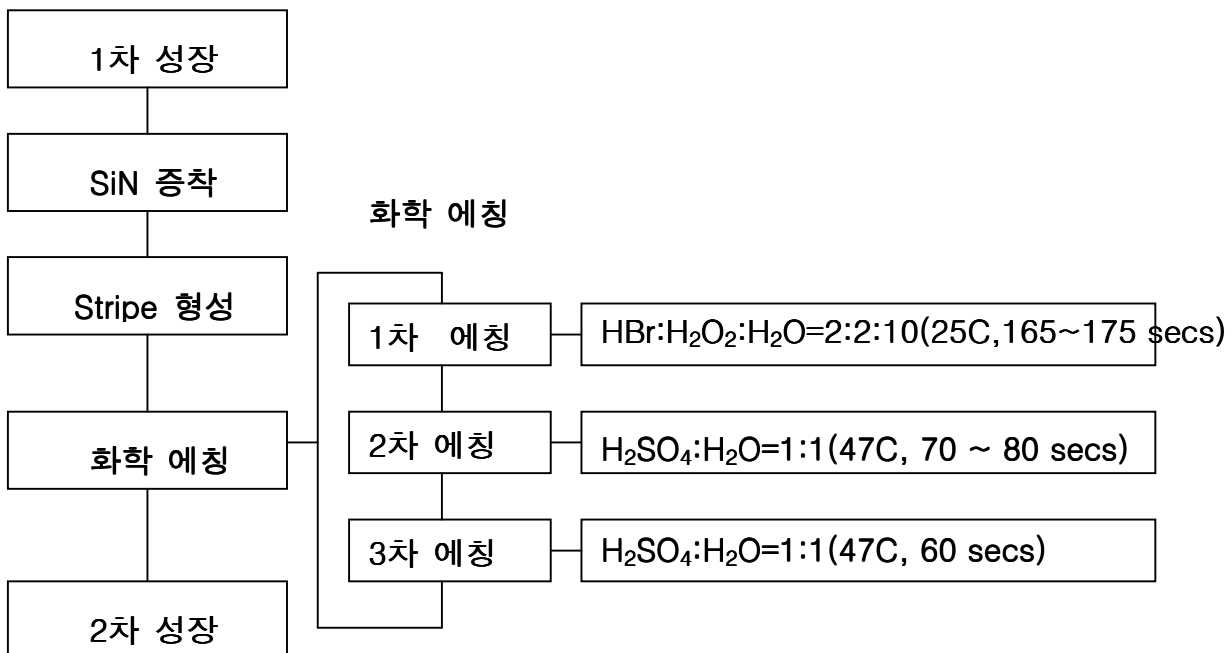 1차 성장
SiN 증착
Stripe 형성
화학 에칭
2차 성장
화학 에칭
1차 에칭
HBr:H₂O₂:H₂O=2:2:10(25C,165~175 secs)
2차 에칭
H₂SO₄:H₂O=1:1(47C, 70 ~ 80 secs)
3차 에칭
H₂SO₄:H₂O=1:1(47C, 60 secs)